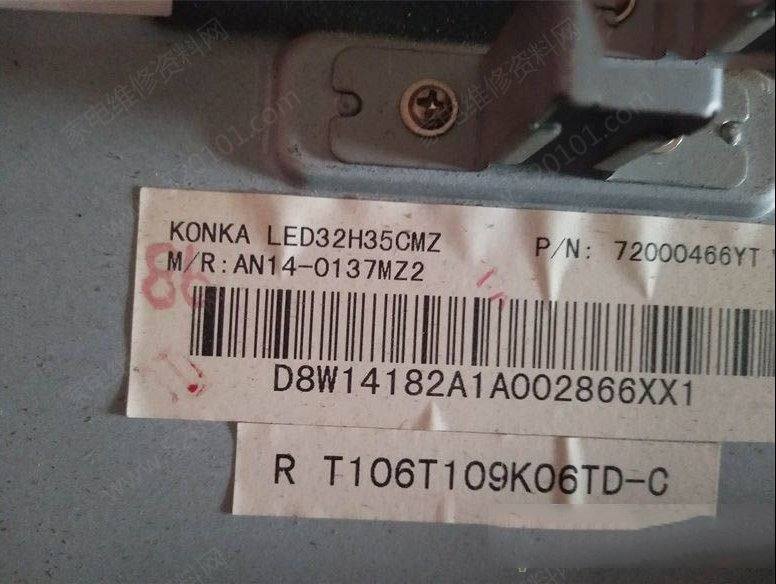 KONKA LED32H35CMZ P/N: 72000466YT
M/R:AN14-0137MZ2
D8W14182A1A002866XX1
R T106T109K06TD-C